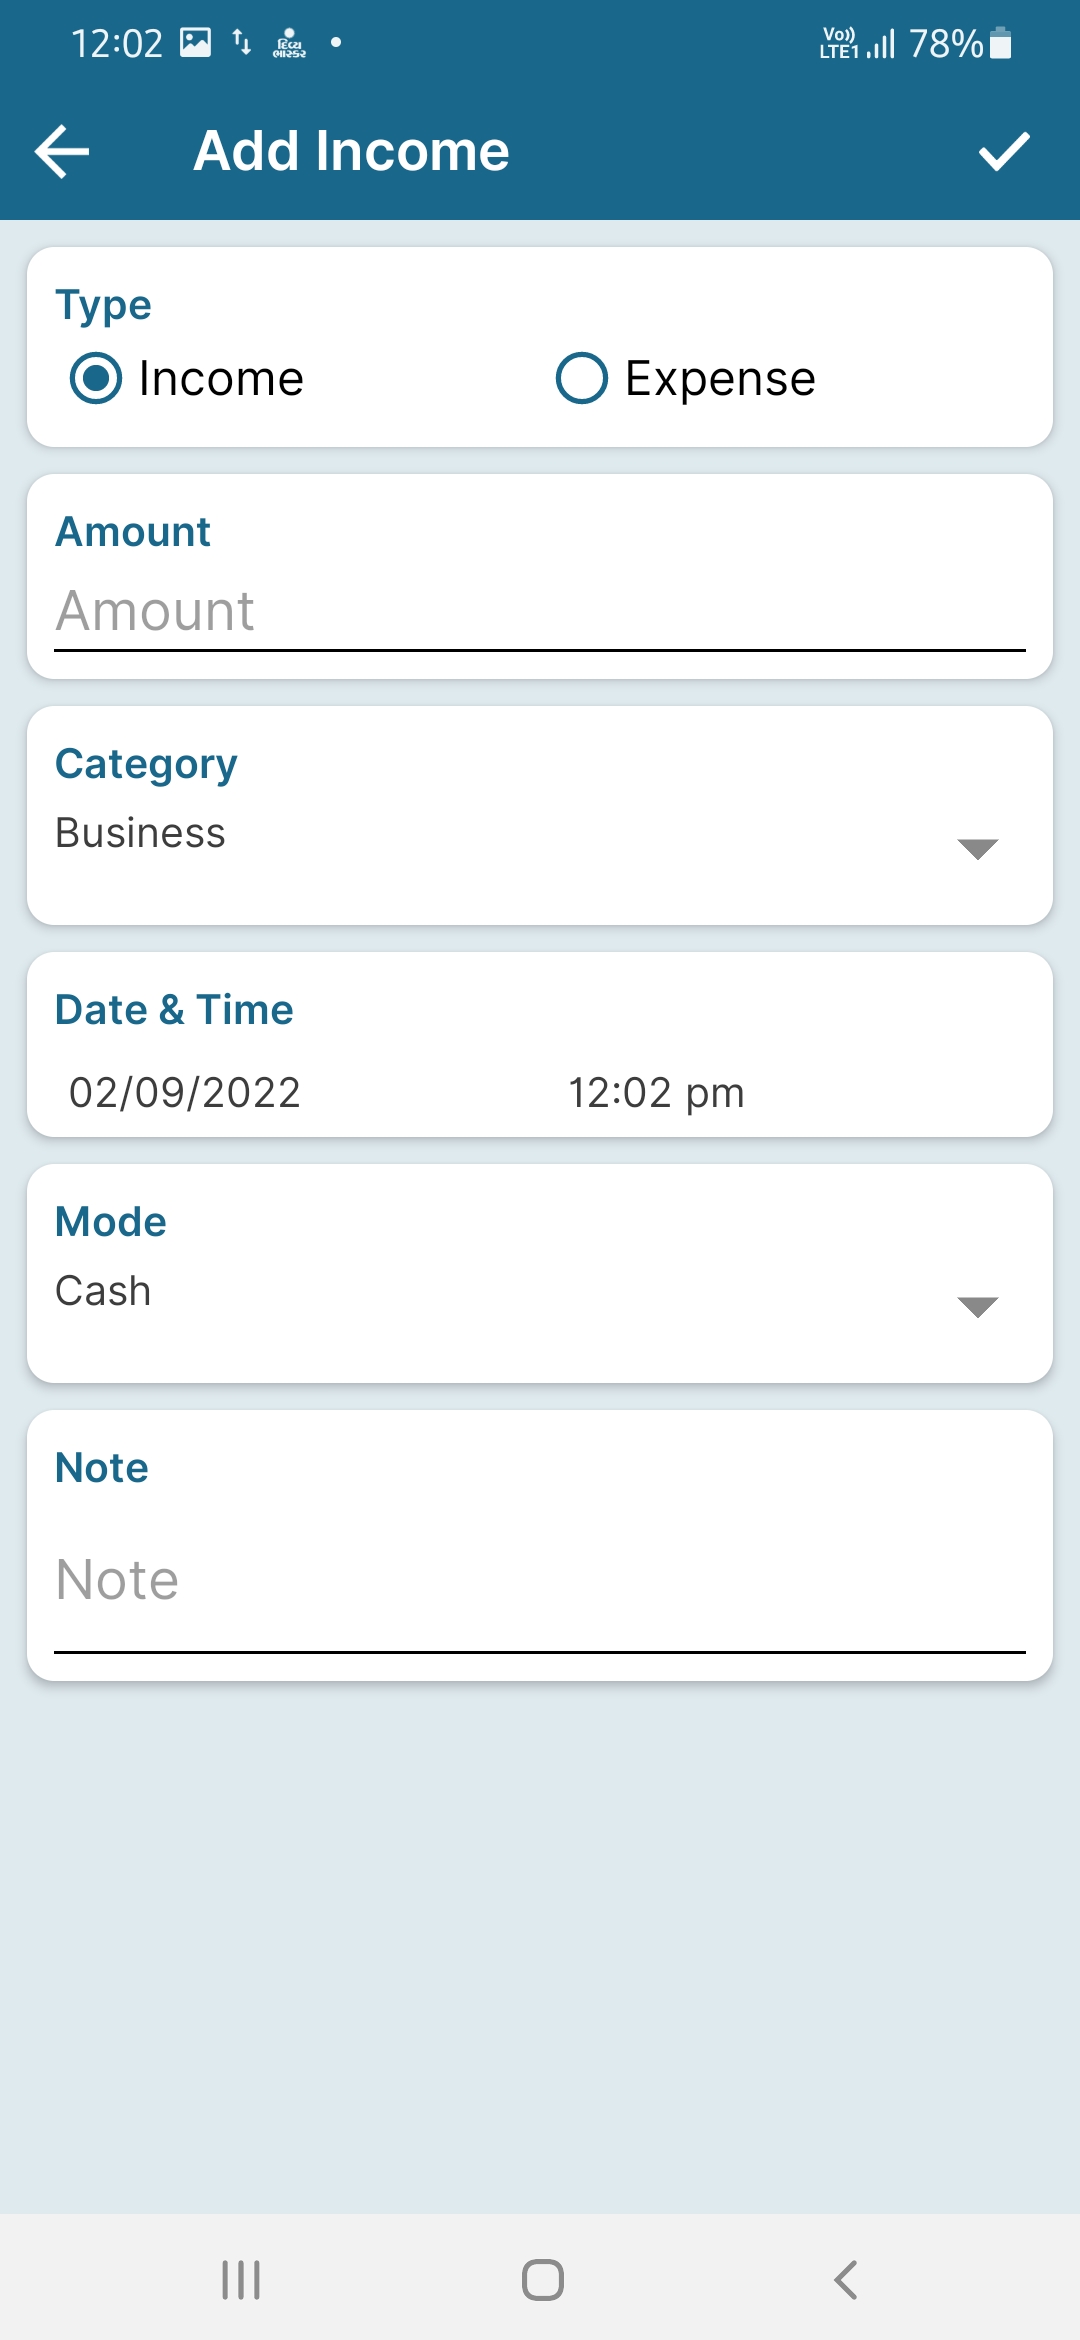 12:02 દિવ્ય ભાસ્કર Vo)) LTE1 78%
Add Income
Type
Income Expense
Amount
Amount
Category
Business
Date & Time
02/09/2022 12:02 pm
Mode
Cash
Note
Note